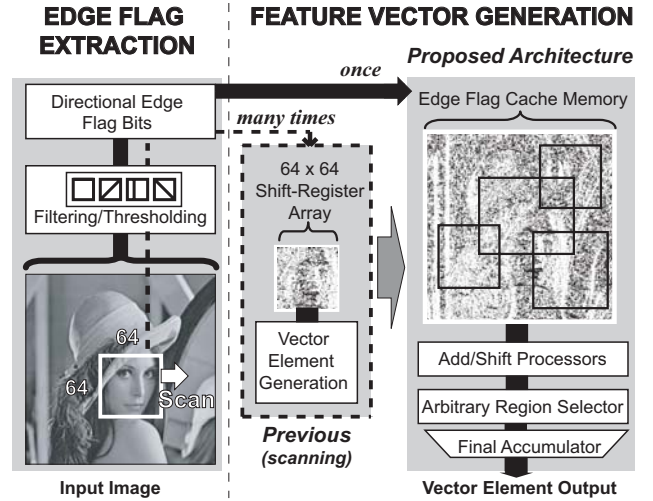 EDGE FLAG
EXTRACTION
FEATURE VECTOR GENERATION
Proposed Architecture
once
Directional Edge
Flag Bits
many times
Edge Flag Cache Memory
64 x 64
Shift-Register
Array
Filtering/Thresholding
64
64
Scan
Vector
Element
Generation
Add/Shift Processors
Arbitrary Region Selector
Final Accumulator
Previous
(scanning)
Input Image
Vector Element Output